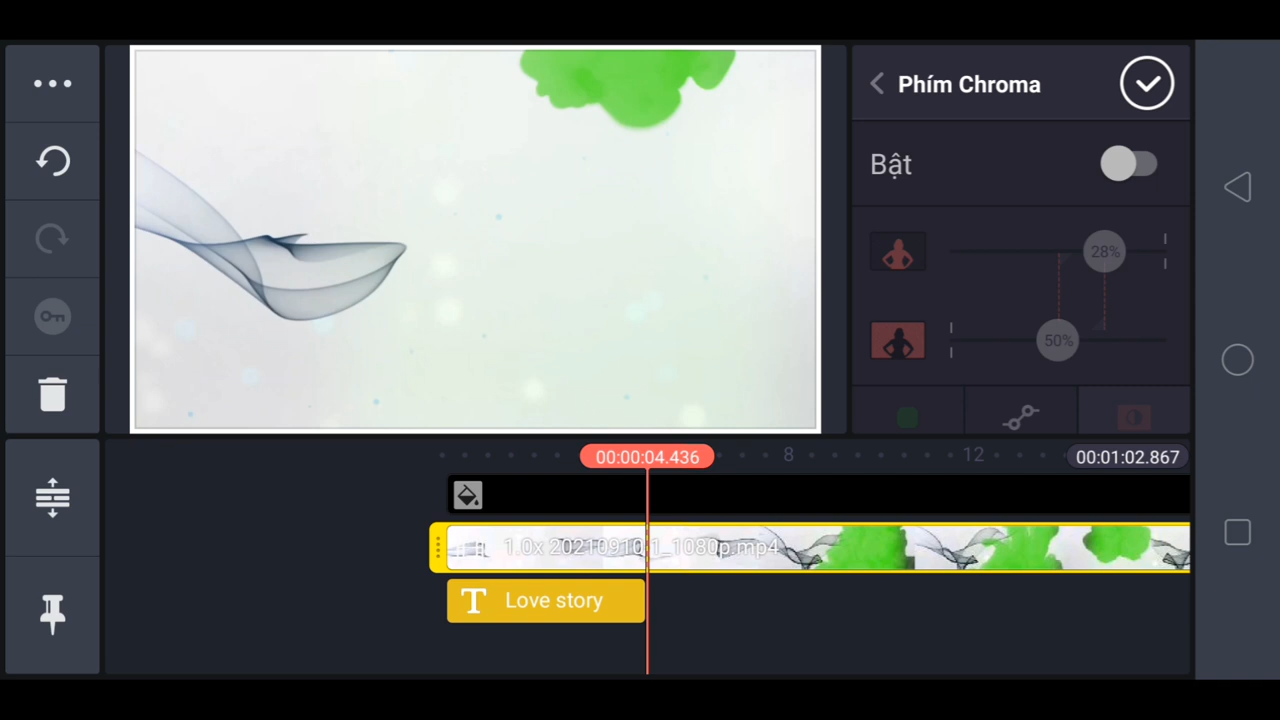 Phím Chroma
Bật
28%
50%
00:00:04.436
8
12
00:01:02.867
1.0x 20210910 1_1080p.mp4
T Love story